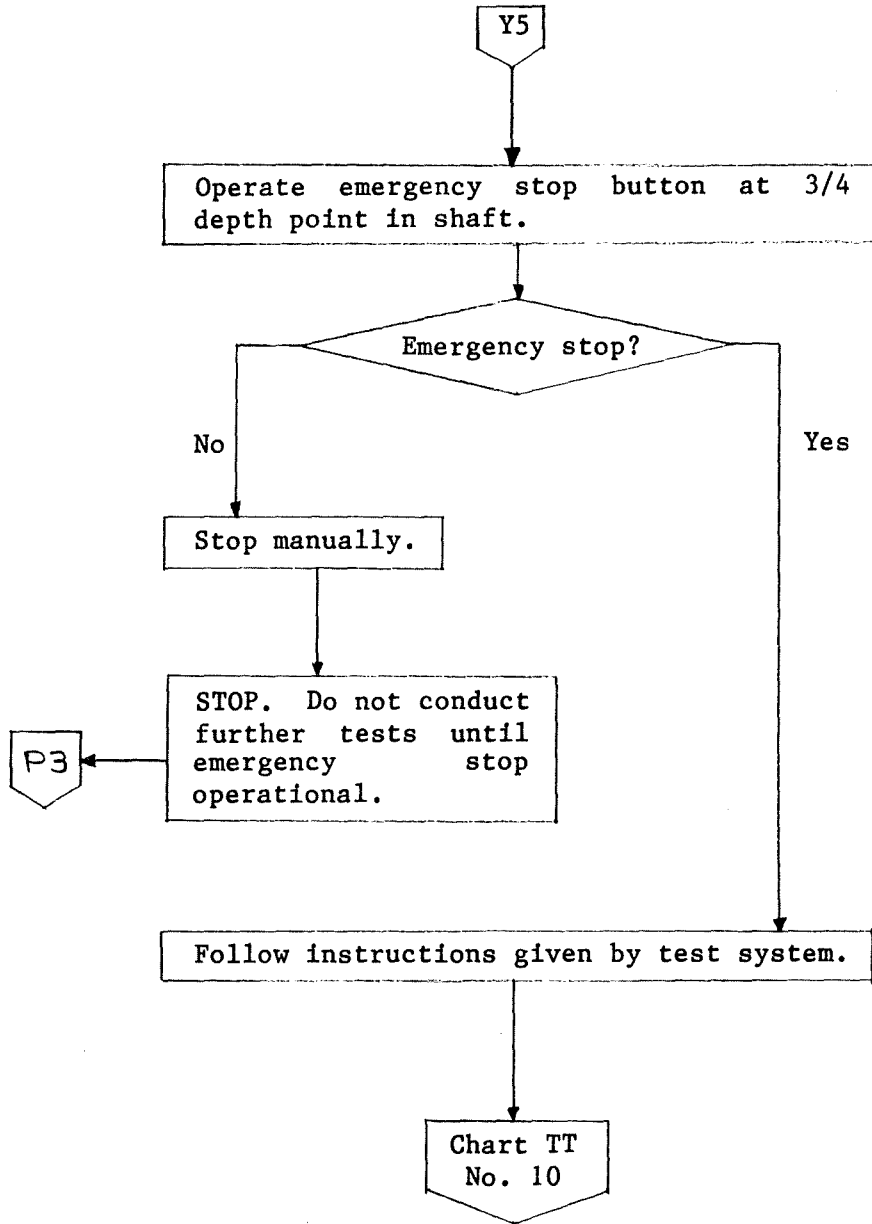 Y5
Operate emergency stop button at 3/4
depth point in shaft.
Emergency stop?
No
Yes
Stop manually.
STOP. Do not conduct
further tests until
emergency stop
operational.
P3
Follow instructions given by test system.
Chart TT
No. 10